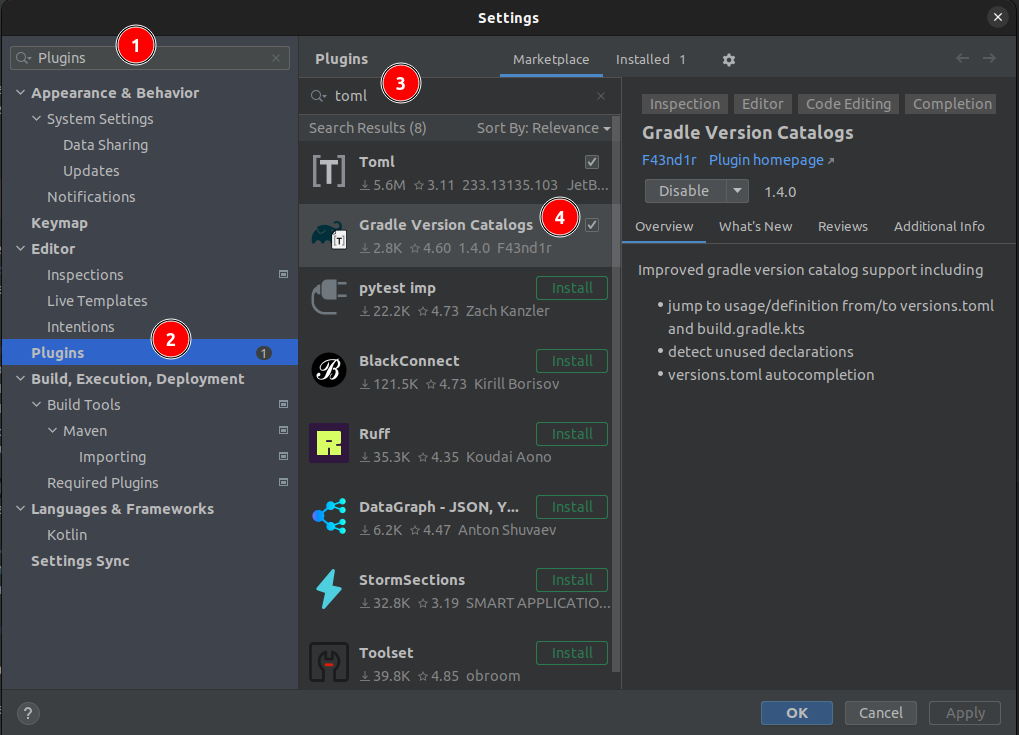 Settings
1
Plugins
Appearance & Behavior
System Settings
Data Sharing
Updates
Notifications
Keymap
Editor
Inspections
Live Templates
Intentions
2
Plugins 1
Build, Execution, Deployment
Build Tools
Maven
Importing
Required Plugins
Languages & Frameworks
Kotlin
Settings Sync
Plugins Marketplace Installed 1
3
toml
Search Results (8) Sort By: Relevance
[T] Toml
5.6M 3.11 233.13135.103 JetB...
4
[T] Gradle Version Catalogs
2.8K 4.60 1.4.0 F43nd1r
pytest imp Install
22.2K 4.73 Zach Kanzler
B BlackConnect Install
121.5K 4.73 Kirill Borisov
R Ruff Install
35.3K 4.35 Koudai Aono
DataGraph - JSON, Y... Install
6.2K 4.47 Anton Shuvaev
StormSections Install
32.8K 3.19 SMART APPLICATIO...
Toolset Install
39.8K 4.85 obroom
Inspection Editor Code Editing Completion
Gradle Version Catalogs
F43nd1r Plugin homepage ↗
Disable 1.4.0
Overview What's New Reviews Additional Info
Improved gradle version catalog support including
• jump to usage/definition from/to versions.toml
and build.gradle.kts
• detect unused declarations
• versions.toml autocompletion
? OK Cancel Apply